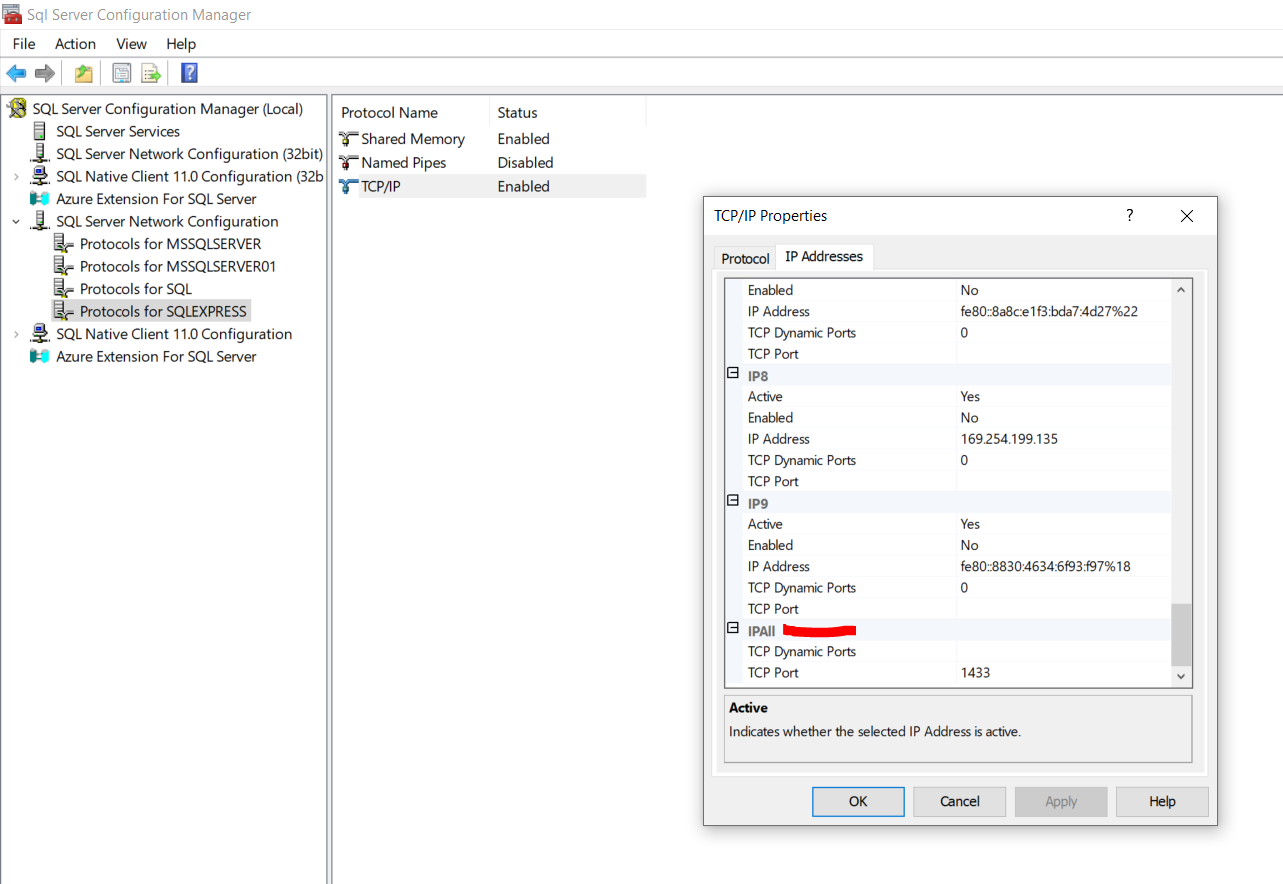 Sql Server Configuration Manager
File Action View Help
SQL Server Configuration Manager (Local)
SQL Server Services
SQL Server Network Configuration (32bit)
SQL Native Client 11.0 Configuration (32b
Azure Extension For SQL Server
SQL Server Network Configuration
Protocols for MSSQLSERVER
Protocols for MSSQLSERVER01
Protocols for SQL
Protocols for SQLEXPRESS
SQL Native Client 11.0 Configuration
Azure Extension For SQL Server
Protocol Name Status
Shared Memory Enabled
Named Pipes Disabled
TCP/IP Enabled
TCP/IP Properties ?
Protocol IP Addresses
Enabled No
IP Address fe80::8a8c:e1f3:bda7:4d27%22
TCP Dynamic Ports 0
TCP Port
IP8
Active Yes
Enabled No
IP Address 169.254.199.135
TCP Dynamic Ports 0
TCP Port
IP9
Active Yes
Enabled No
IP Address fe80::8830:4634:6f93:f97%18
TCP Dynamic Ports 0
TCP Port
IPAll
TCP Dynamic Ports
TCP Port 1433
Active
Indicates whether the selected IP Address is active.
OK Cancel Apply Help